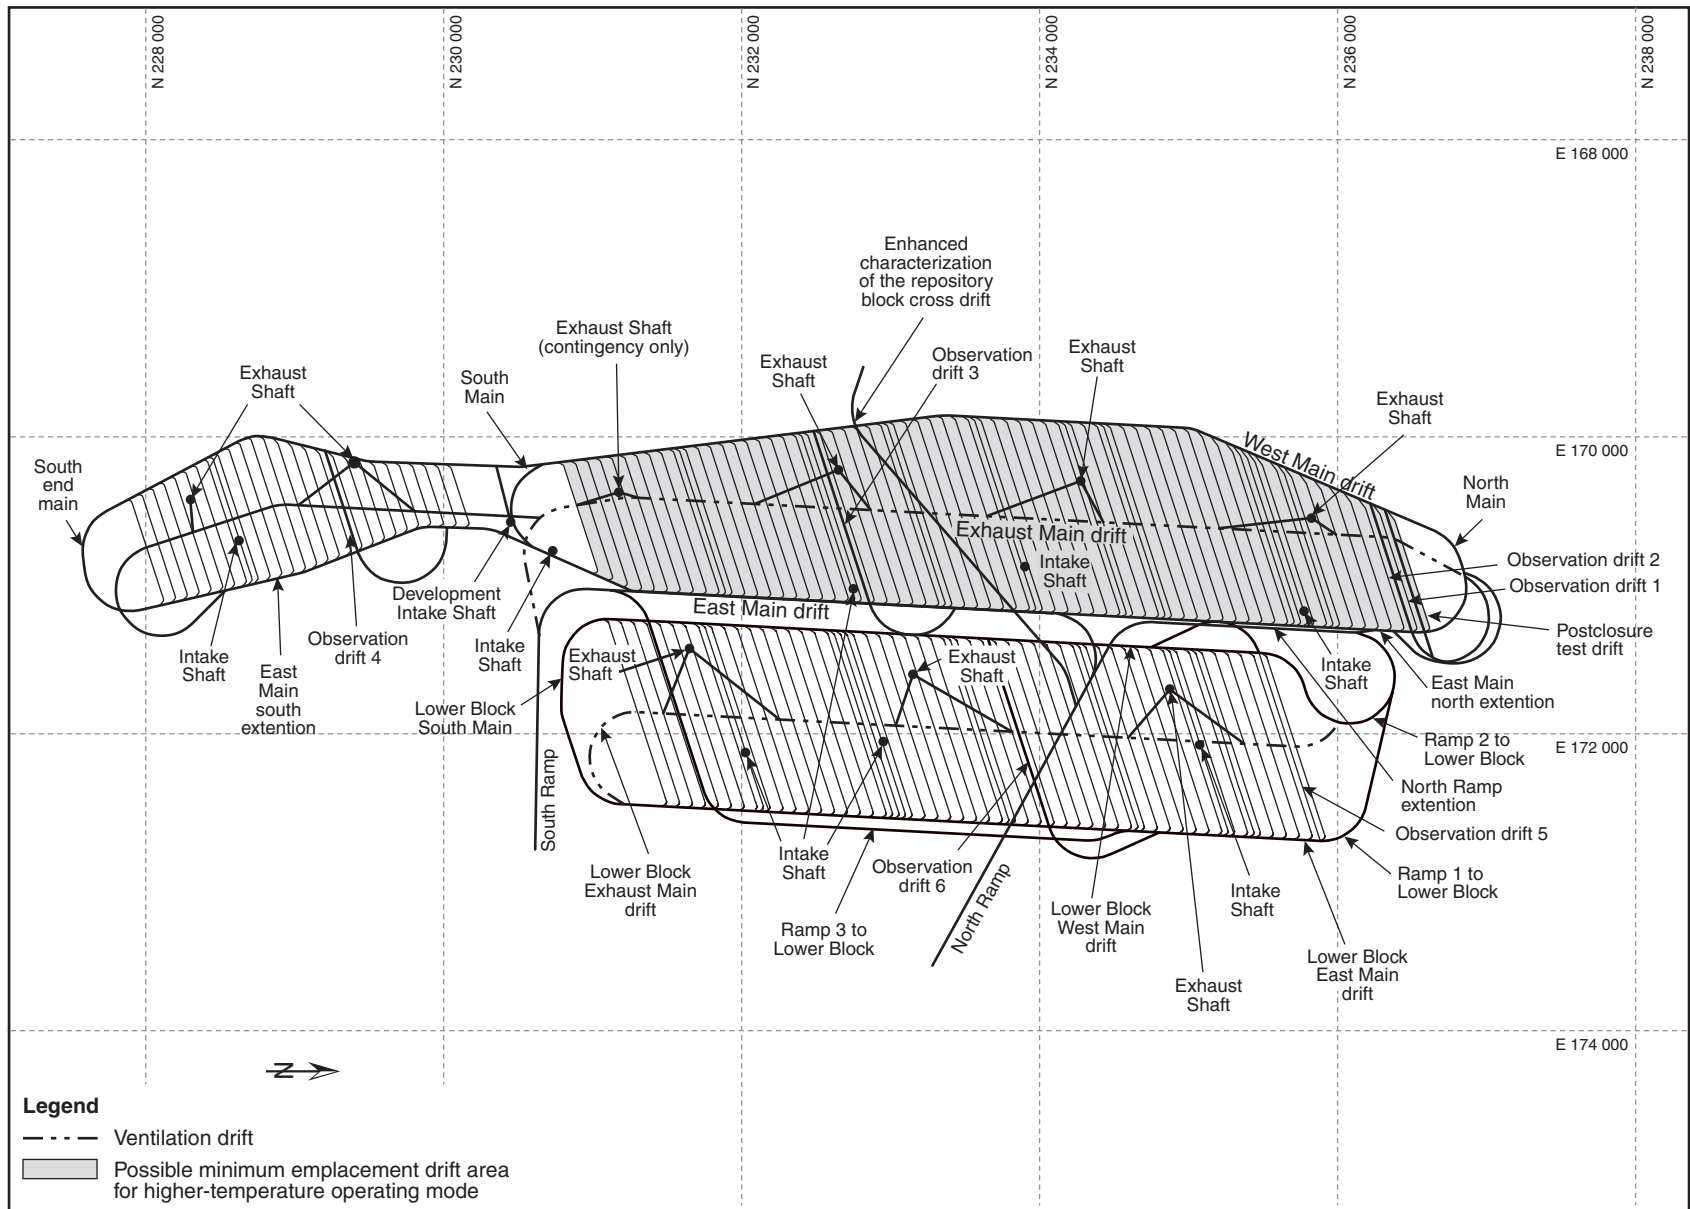 N 228 000
N 230 000
N 232 000
N 234 000
N 236 000
N 238 000
E 168 000
Enhanced
characterization
of the repository
block cross drift
Exhaust Shaft
(contingency only)
Exhaust
Shaft
Observation
drift 3
Exhaust
Shaft
Exhaust
Shaft
South
Main
Exhaust
Shaft
E 170 000
West Main drift
South
end
main
North
Main
Exhaust Main drift
Intake
Shaft
Observation drift 2
Observation drift 1
Development
Intake Shaft
East Main drift
Postclosure
test drift
Observation
drift 4
Intake
Shaft
Intake
Shaft
East
Main
south
extention
Exhaust
Shaft
Exhaust
Shaft
Intake
Shaft
East Main
north extention
Lower Block
South Main
Ramp 2 to
Lower Block
E 172 000
South Ramp
North Ramp
extention
Observation drift 5
Intake
Shaft
Lower Block
Exhaust Main
drift
Observation
drift 6
North Ramp
Ramp 1 to
Lower Block
Intake
Shaft
Lower Block
West Main
drift
Ramp 3 to
Lower Block
Lower Block
East Main
drift
Exhaust
Shaft
E 174 000
N
Legend
Ventilation drift
Possible minimum emplacement drift area
for higher-temperature operating mode